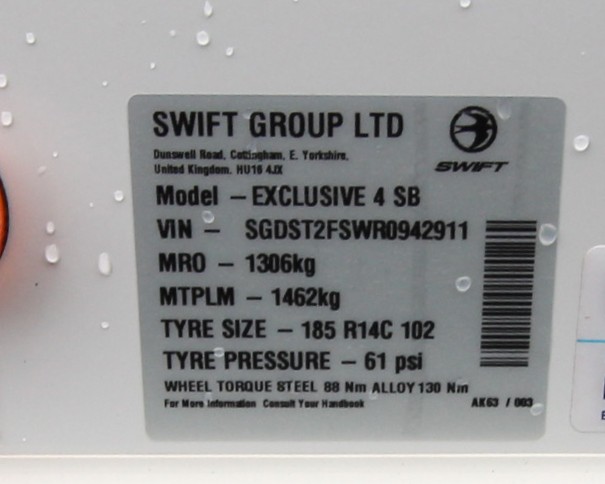 SWIFT GROUP LTD
SWIFT
Dunswell Road, Cottingham, E. Yorkshire,
United Kingdom. HU16 4JX
Model – EXCLUSIVE 4 SB
VIN – SGDST2FSWR0942911
MRO – 1306kg
MTPLM – 1462kg
TYRE SIZE – 185 R14C 102
TYRE PRESSURE – 61 psi
WHEEL TORQUE STEEL 88 Nm ALLOY 130 Nm
For More Information Consult Your Handbook
AK63 / 083